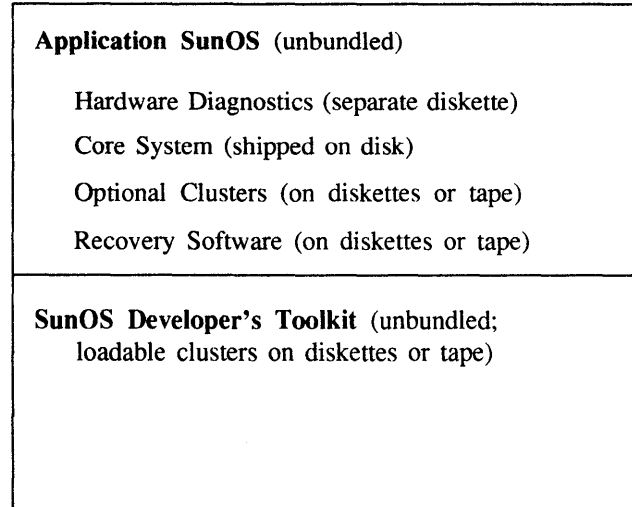 Application SunOS (unbundled)
Hardware Diagnostics (separate diskette)
Core System (shipped on disk)
Optional Clusters (on diskettes or tape)
Recovery Software (on diskettes or tape)
SunOS Developer's Toolkit (unbundled;
loadable clusters on diskettes or tape)